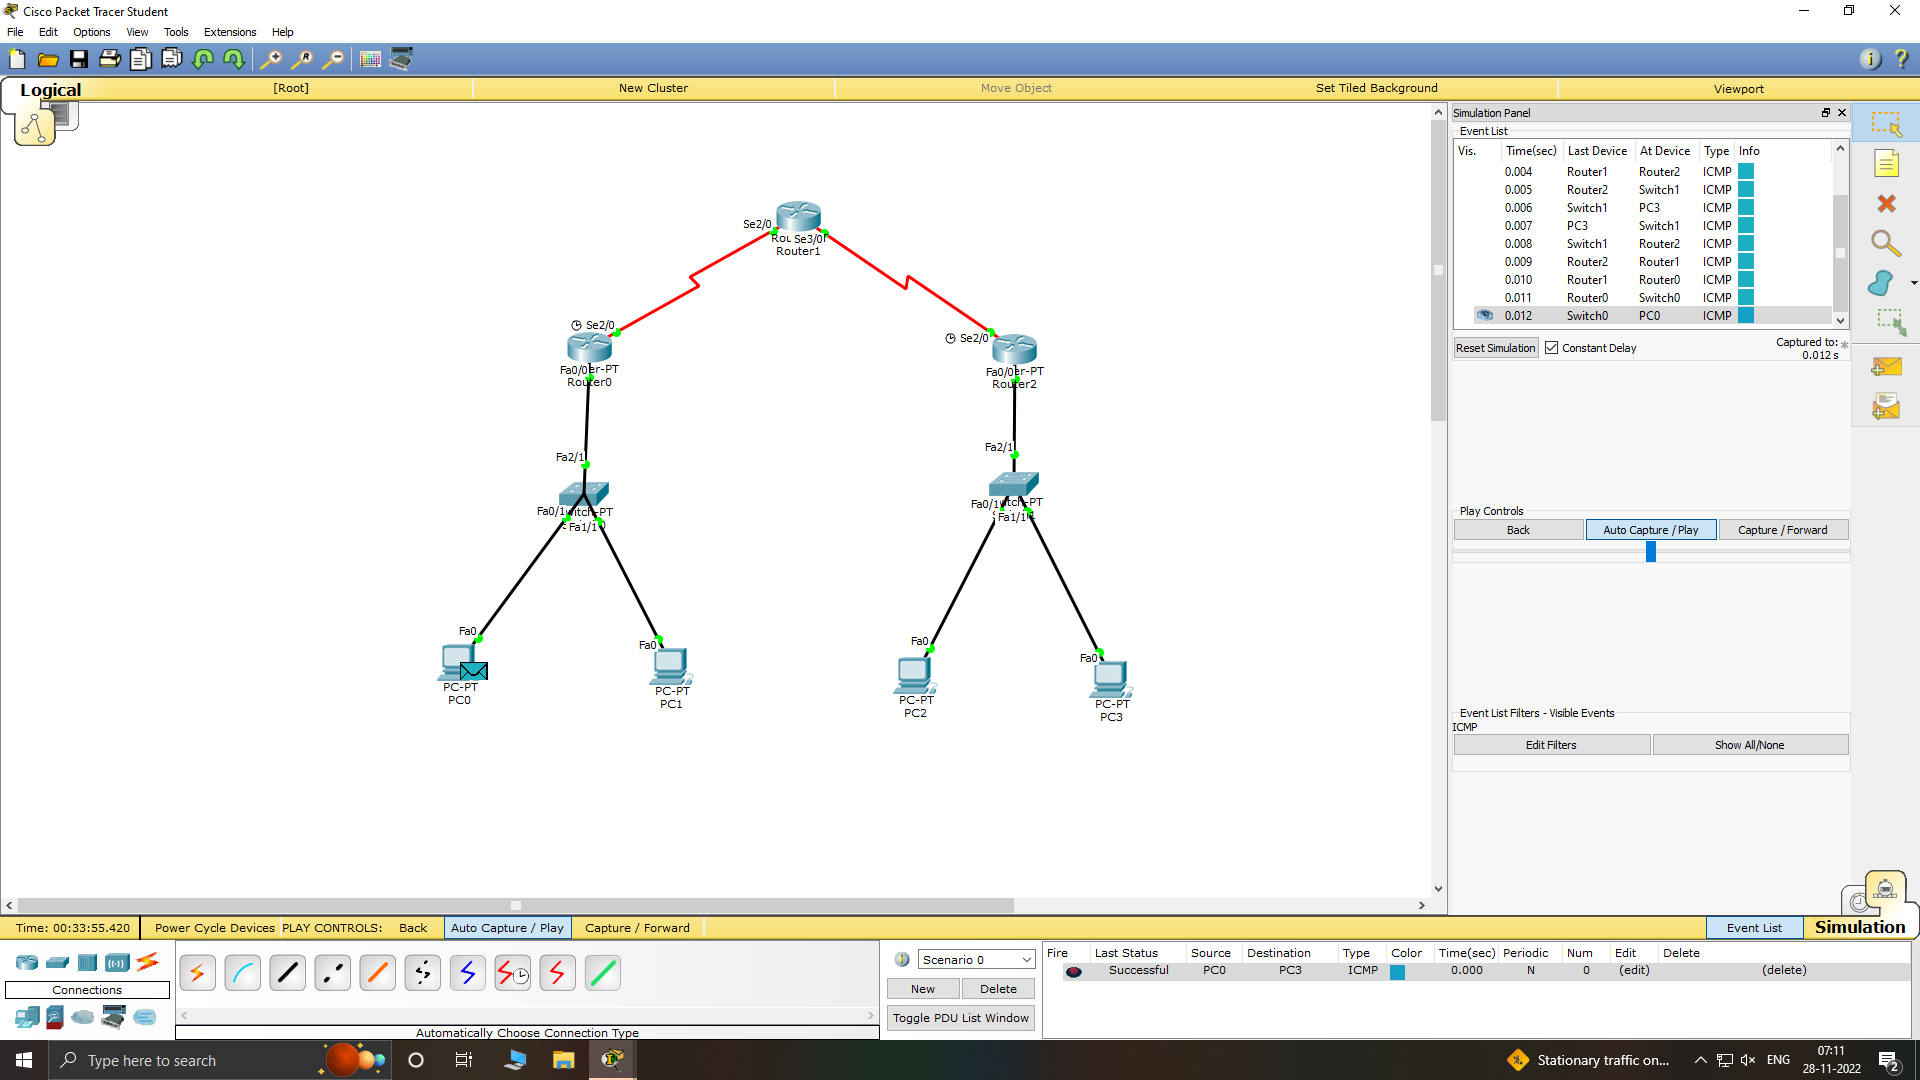 Cisco Packet Tracer Student
File Edit Options View Tools Extensions Help
Logical [Root] New Cluster Move Object Set Tiled Background Viewport
Simulation Panel
Event List
Vis. Time(sec) Last Device At Device Type Info
0.004 Router1 Router2 ICMP
0.005 Router2 Switch1 ICMP
0.006 Switch1 PC3 ICMP
0.007 PC3 Switch1 ICMP
0.008 Switch1 Router2 ICMP
0.009 Router2 Router1 ICMP
0.010 Router1 Router0 ICMP
0.011 Router0 Switch0 ICMP
0.012 Switch0 PC0 ICMP
Reset Simulation Constant Delay Captured to: *
0.012 s
Play Controls
Back Auto Capture / Play Capture / Forward
Event List Filters - Visible Events
ICMP
Edit Filters Show All/None
Se2/0
Se3/0
Router1
Se2/0
Fa0/0 er-PT
Router0
Se2/0
Fa0/0 er-PT
Router2
Fa2/1
Fa0/1 witch-PT
Fa1/1
Fa2/1
Fa0/1 witch-PT
Fa1/1
Fa0
PC-PT
PC0
Fa0
PC-PT
PC1
Fa0
PC-PT
PC2
Fa0
PC-PT
PC3
Time: 00:33:55.420 Power Cycle Devices PLAY CONTROLS: Back Auto Capture / Play Capture / Forward Event List Simulation
Connections
Automatically Choose Connection Type
Scenario 0
New Delete
Toggle PDU List Window
Fire Last Status Source Destination Type Color Time(sec) Periodic Num Edit Delete
Successful PC0 PC3 ICMP 0.000 N 0 (edit) (delete)
Type here to search
Stationary traffic on...
ENG
07:11
28-11-2022
2